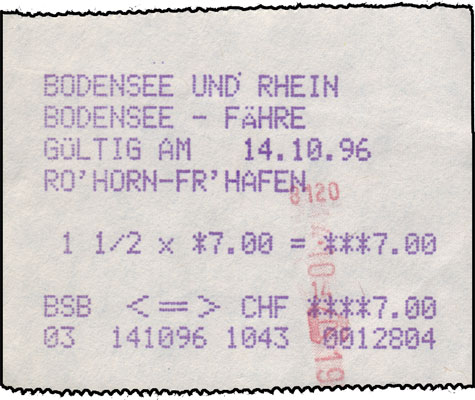 BODENSEE UND RHEIN
BODENSEE - FÄHRE
GÜLTIG AM 14.10.96
RO'HORN-FR'HAFEN
8120
1 1/2 x *7.00 = ***7.00
BSB <=> CHF ****7.00
03 141096 1043 0012804